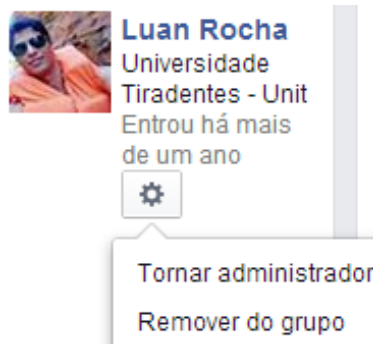 Luan Rocha
Universidade
Tiradentes - Unit
Entrou há mais
de um ano
Tornar administrador
Remover do grupo